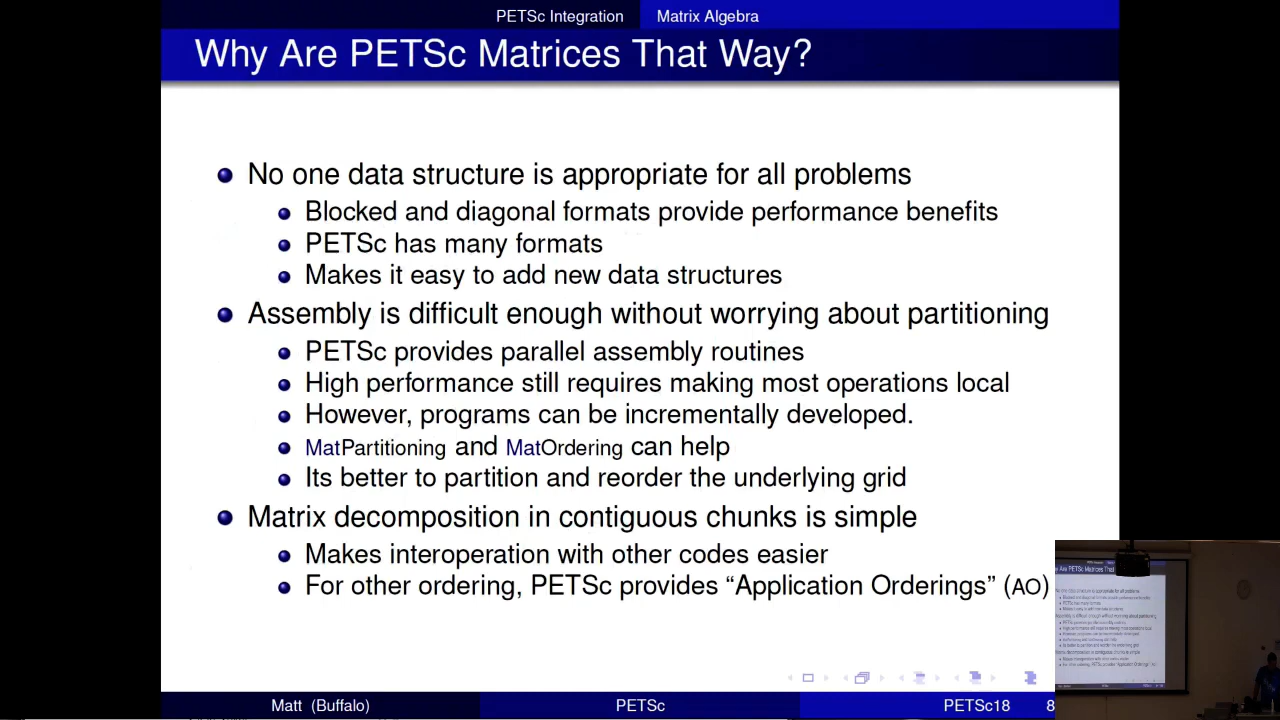 PETSc Integration Matrix Algebra
Why Are PETSc Matrices That Way?
No one data structure is appropriate for all problems
Blocked and diagonal formats provide performance benefits
PETSc has many formats
Makes it easy to add new data structures
Assembly is difficult enough without worrying about partitioning
PETSc provides parallel assembly routines
High performance still requires making most operations local
However, programs can be incrementally developed.
MatPartitioning and MatOrdering can help
Its better to partition and reorder the underlying grid
Matrix decomposition in contiguous chunks is simple
Makes interoperation with other codes easier
For other ordering, PETSc provides “Application Orderings” (AO)
Matt (Buffalo) PETSc PETSc18 8